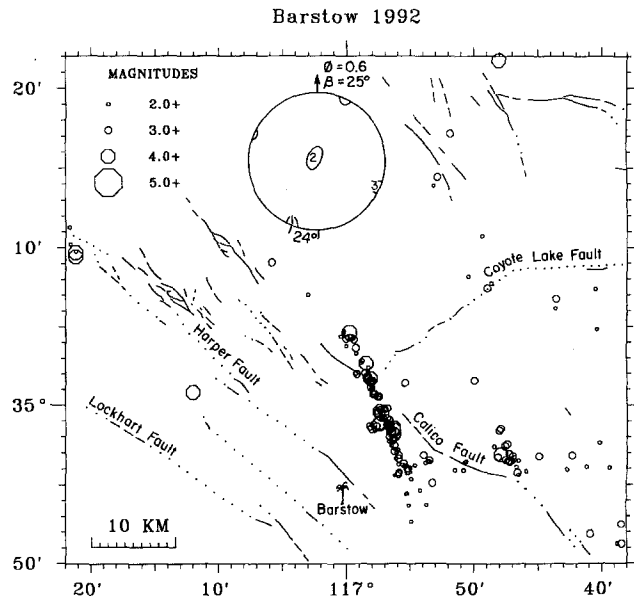 Barstow 1992
MAGNITUDES
2.0+
3.0+
4.0+
5.0+
Ø=0.6
β=25°
2
3
24°
Coyote Lake Fault
Harper Fault
Lockhart Fault
Calico Fault
Barstow
10 KM
20'
10'
35°
50'
20'
10'
117°
50'
40'